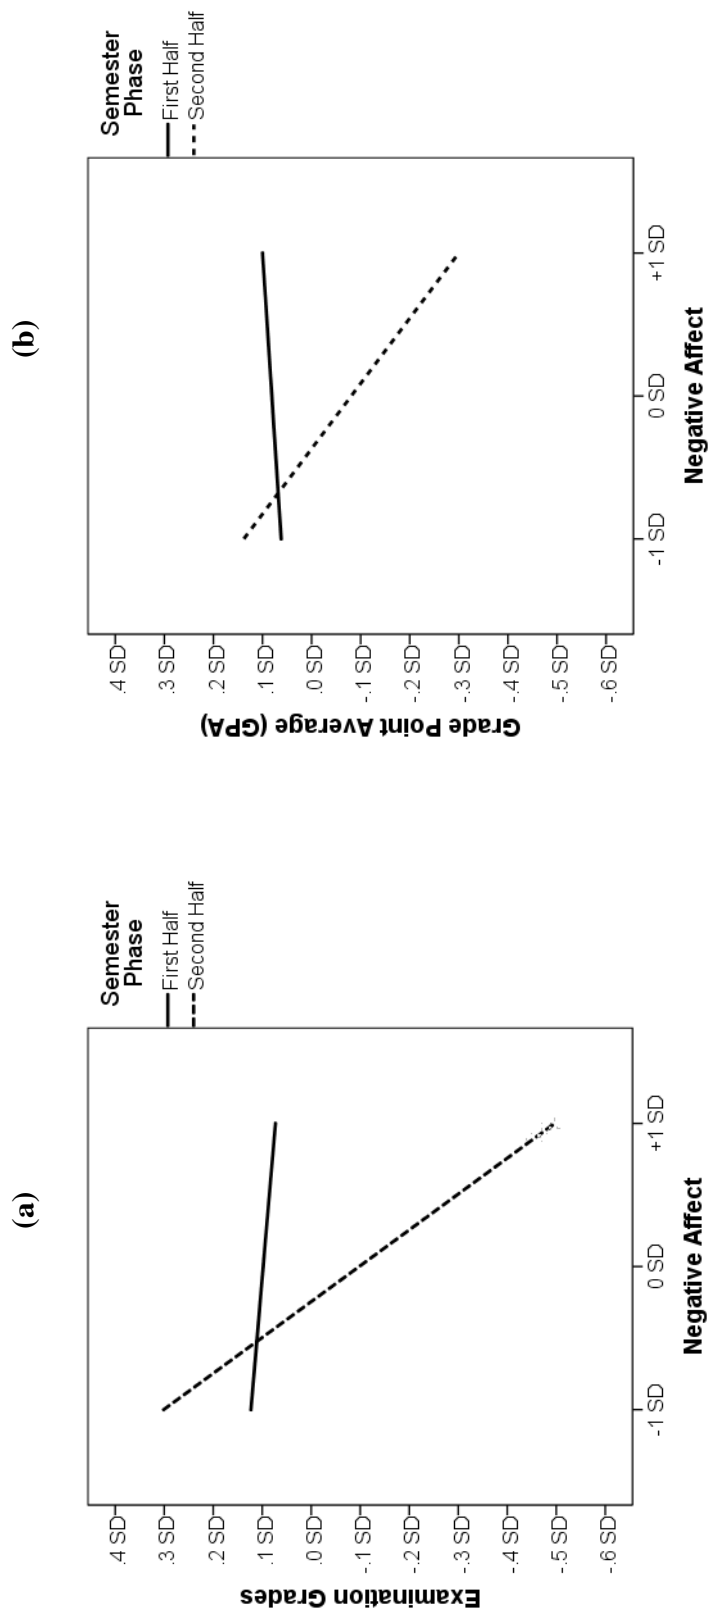 (a)
Semester
Phase
First Half
Second Half
Examination Grades
.4 SD
.3 SD
.2 SD
.1 SD
.0 SD
-.1 SD
-.2 SD
-.3 SD
-.4 SD
-.5 SD
-.6 SD
-1 SD
0 SD
+1 SD
Negative Affect
(b)
Semester
Phase
First Half
Second Half
Grade Point Average (GPA)
.4 SD
.3 SD
.2 SD
.1 SD
.0 SD
-.1 SD
-.2 SD
-.3 SD
-.4 SD
-.5 SD
-.6 SD
-1 SD
0 SD
+1 SD
Negative Affect